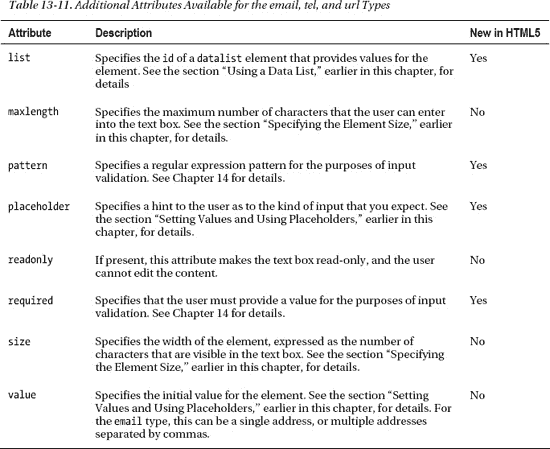 Table 13-11. Additional Attributes Available for the email, tel, and url Types
Attribute Description New in HTML5
list Specifies the id of a datalist element that provides values for the Yes
element. See the section “Using a Data List,” earlier in this chapter, for
details
maxlength Specifies the maximum number of characters that the user can enter No
into the text box. See the section “Specifying the Element Size,” earlier
in this chapter, for details.
pattern Specifies a regular expression pattern for the purposes of input Yes
validation. See Chapter 14 for details.
placeholder Specifies a hint to the user as to the kind of input that you expect. See Yes
the section “Setting Values and Using Placeholders,” earlier in this
chapter, for details.
readonly If present, this attribute makes the text box read-only, and the user No
cannot edit the content.
required Specifies that the user must provide a value for the purposes of input Yes
validation. See Chapter 14 for details.
size Specifies the width of the element, expressed as the number of No
characters that are visible in the text box. See the section “Specifying
the Element Size,” earlier in this chapter, for details.
value Specifies the initial value for the element. See the section “Setting No
Values and Using Placeholders,” earlier in this chapter, for details. For
the email type, this can be a single address, or multiple addresses
separated by commas.